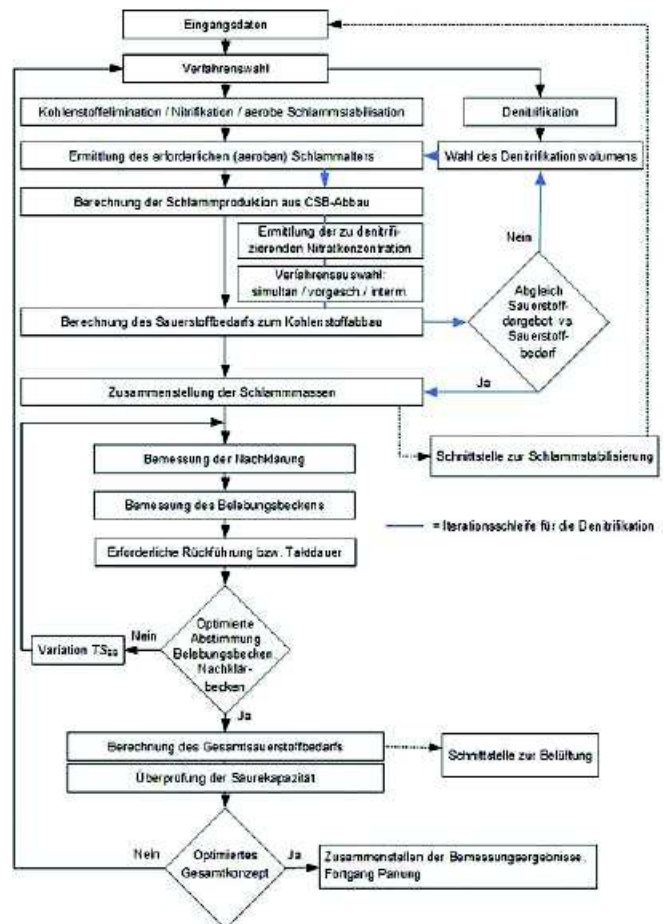 Eingangsdaten
Verfahrenswahl
Kohlenstoffelimination / Nitrifikation / aerobe Schlammstabilisation
Denitrifikation
Ermittlung des erforderlichen (aeroben) Schlammalters
Wahl des Denitrifikationsvolumens
Berechnung der Schlammproduktion aus CSB-Abbau
Ermittlung der zu denitrifi-
zierenden Nitratkonzentration
Nein
Verfahrensauswahl:
simultan / vorgesch. / interm.
Abgleich
Sauerstoff-
dargebot vs
Sauerstoff-
bedarf
Berechnung des Sauerstoffbedarfs zum Kohlenstoffabbau
Ja
Zusammenstellung der Schlammmassen
Schnittstelle zur Schlammstabilisierung
Bemessung der Nachklärung
Bemessung des Belebungsbeckens
= Iterationsschleife für die Denitrifikation
Erforderliche Rückführung bzw. Taktdauer
Optimierte
Abstimmung
Belebungsbecken
Nachklär-
becken
Nein
Variation TS
Ja
Berechnung des Gesamtsauerstoffbedarfs
Schnittstelle zur Belüftung
Überprüfung der Säurekapazität
Nein
Optimiertes
Gesamtkonzept
Ja
Zusammenstellen der Bemessungsergebnisse,
Fortgang Planung